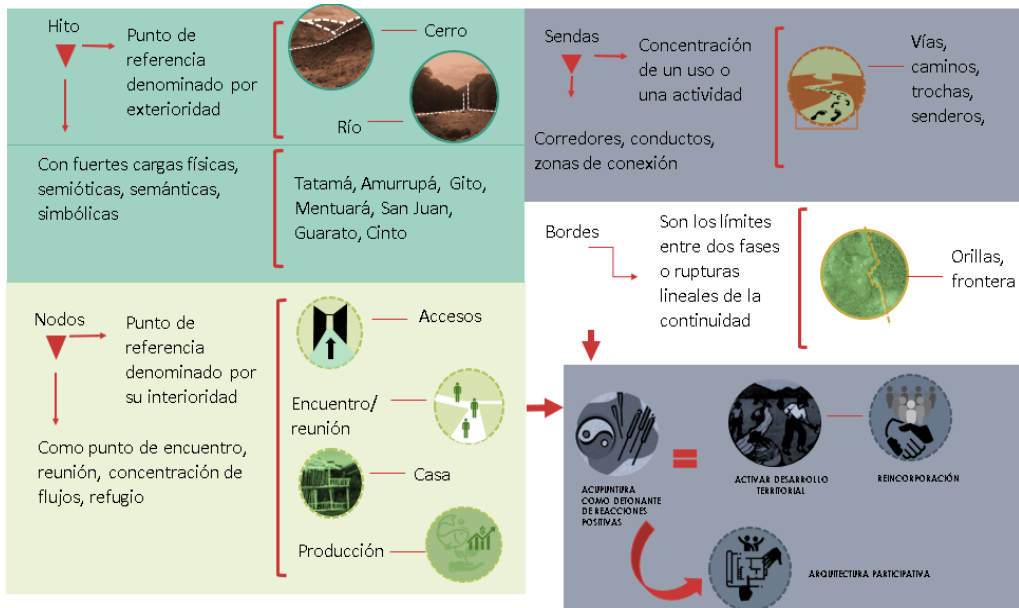 Hito
Punto de
referencia
denominado por
exterioridad
Cerro
Río
Con fuertes cargas físicas,
semióticas, semánticas,
simbólicas
Tatamá, Amurrupá, Gito,
Mentuará, San Juan,
Guarato, Cinto
Nodos
Punto de
referencia
denominado por
su interioridad
Como punto de encuentro,
reunión, concentración de
flujos, refugio
Accesos
Encuentro/
reunión
Casa
Producción
Sendas
Concentración
de un uso o
una actividad
Vías,
caminos,
trochas,
senderos,
Corredores, conductos,
zonas de conexión
Bordes
Son los límites
entre dos fases
o rupturas
lineales de la
continuidad
Orillas,
frontera
ACUPUNTURA
COMO DETONANTE
DE REACCIONES
POSITIVAS
ACTIVAR DESARROLLO
TERRITORIAL
REINCORPORACIÓN
ARQUITECTURA PARTICIPATIVA